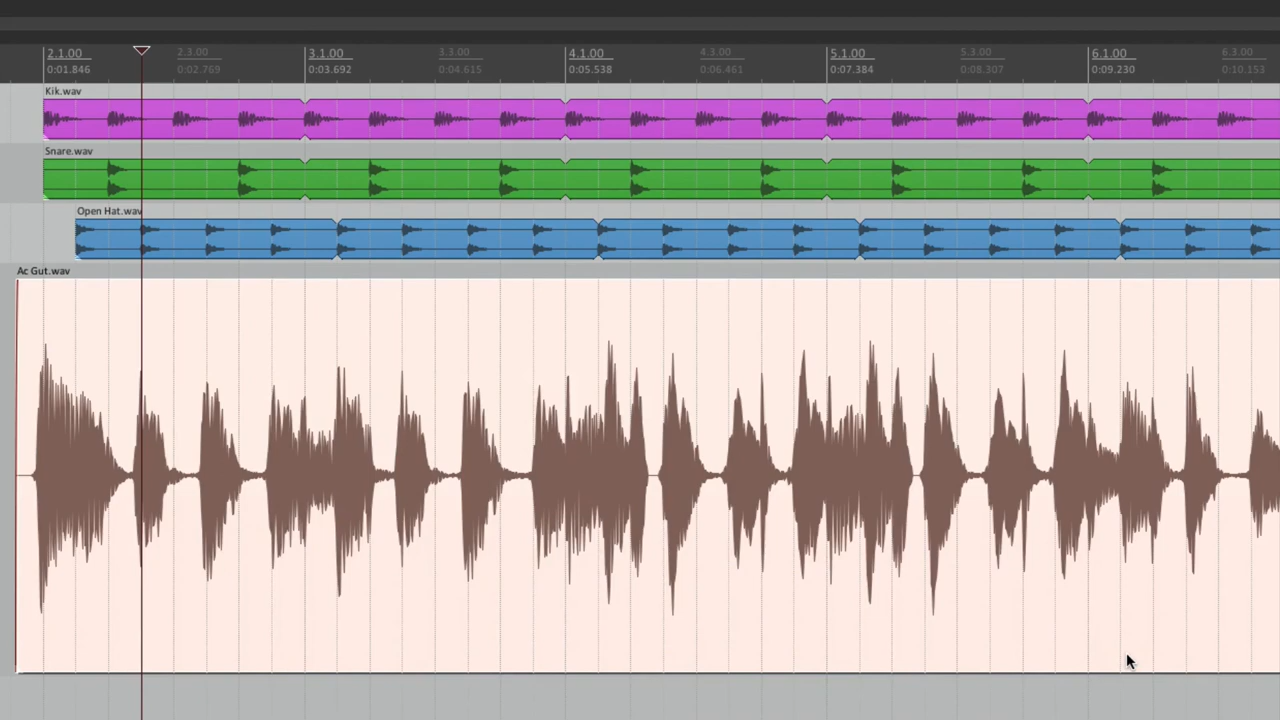 2.1.00 2.3.00 3.1.00 3.3.00 4.1.00 4.3.00 5.1.00 5.3.00 6.1.00 6.3.00
0:01.846 0:02.769 0:03.692 0:04.615 0:05.538 0:06.461 0:07.384 0:08.307 0:09.230 0:10.153
Kik.wav
Snare.wav
Open Hat.wav
Ac Gut.wav